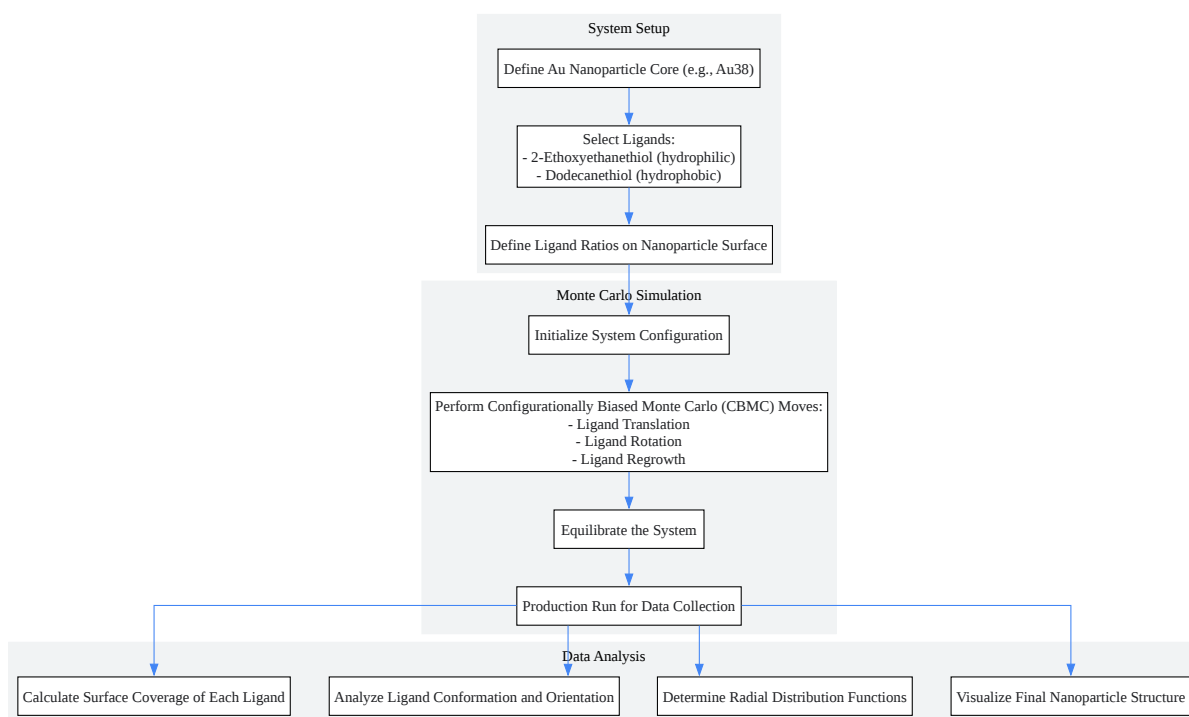 System Setup
Define Au Nanoparticle Core (e.g., Au38)
Select Ligands:
- 2-Ethoxyethanethiol (hydrophilic)
- Dodecanethiol (hydrophobic)
Define Ligand Ratios on Nanoparticle Surface
Monte Carlo Simulation
Initialize System Configuration
Perform Configurationally Biased Monte Carlo (CBMC) Moves:
- Ligand Translation
- Ligand Rotation
- Ligand Regrowth
Equilibrate the System
Production Run for Data Collection
Data Analysis
Calculate Surface Coverage of Each Ligand
Analyze Ligand Conformation and Orientation
Determine Radial Distribution Functions
Visualize Final Nanoparticle Structure